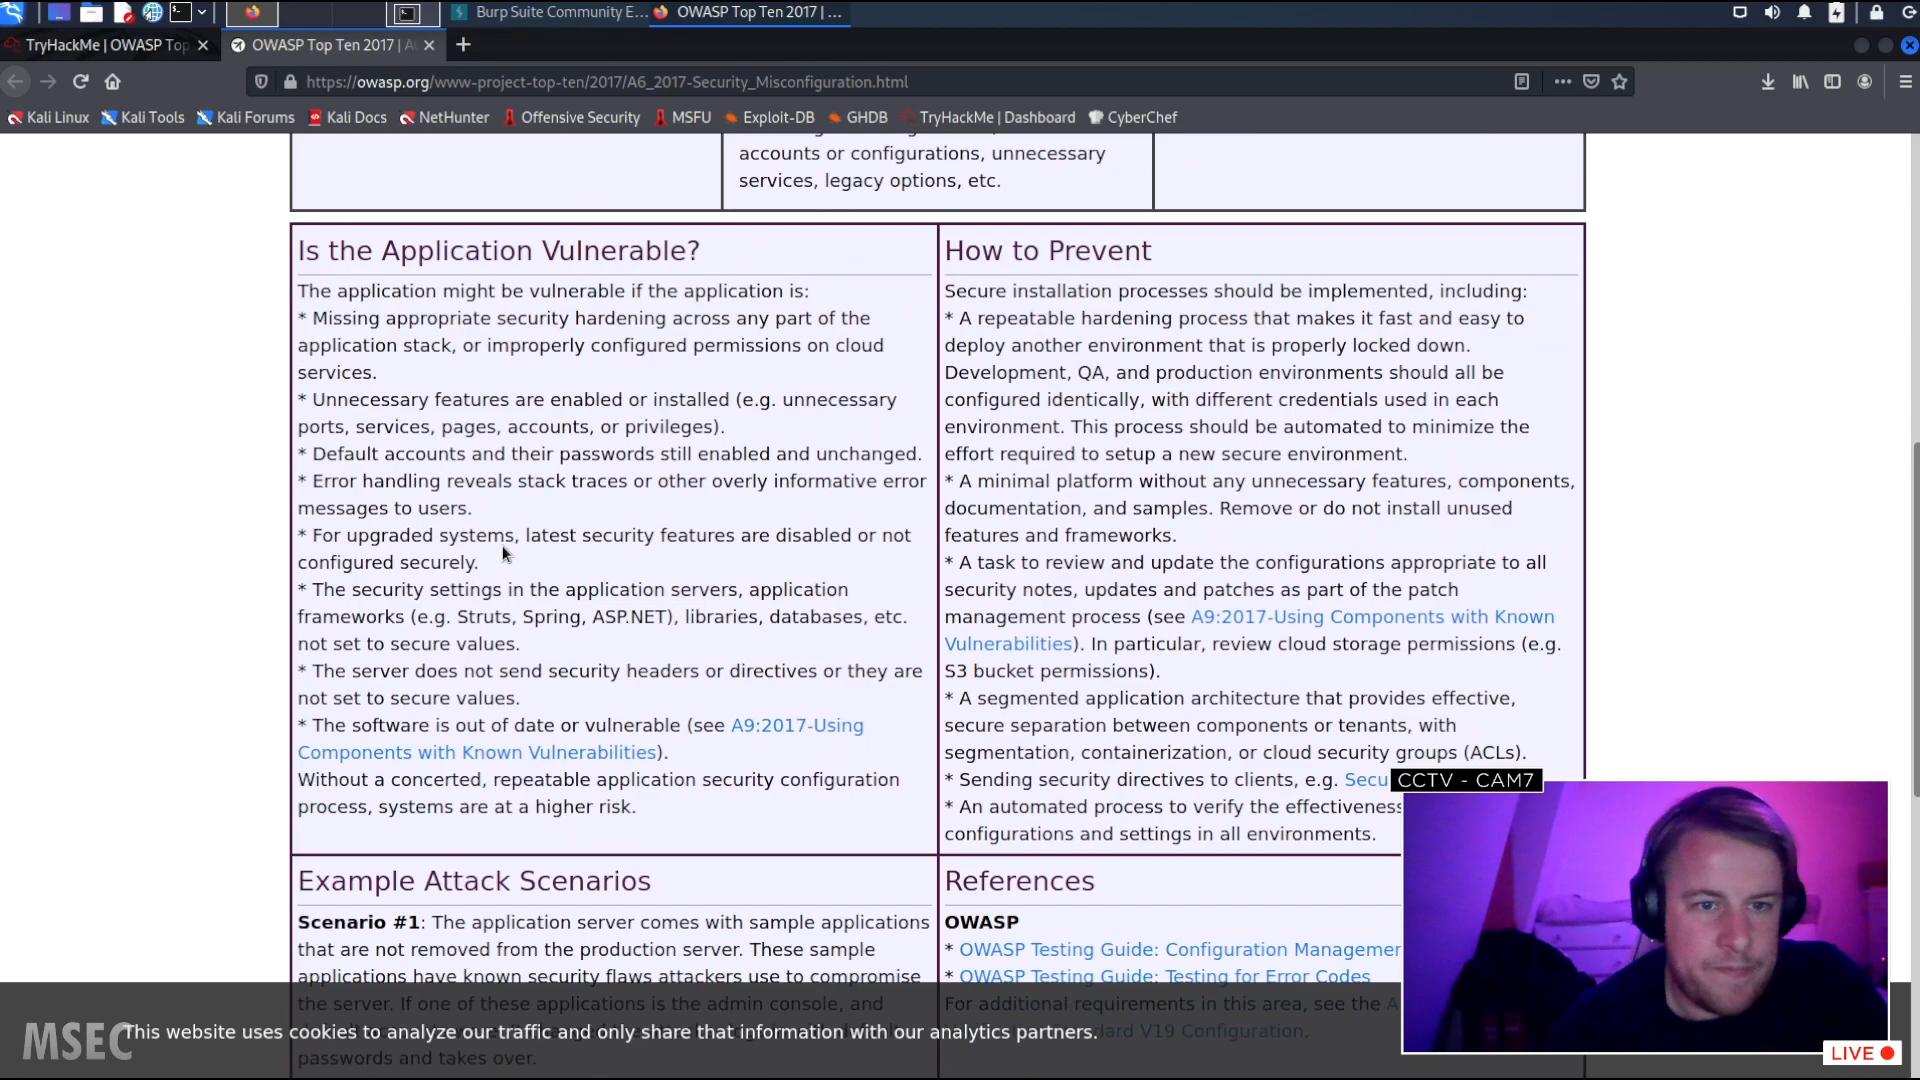 Burp Suite Community E...
OWASP Top Ten 2017 | ...
TryHackMe | OWASP Top
OWASP Top Ten 2017 | A
https://owasp.org/www-project-top-ten/2017/A6_2017-Security_Misconfiguration.html
Kali Linux
Kali Tools
Kali Forums
Kali Docs
NetHunter
Offensive Security
MSFU
Exploit-DB
GHDB
TryHackMe | Dashboard
CyberChef
accounts or configurations, unnecessary
services, legacy options, etc.
Is the Application Vulnerable?
The application might be vulnerable if the application is:
* Missing appropriate security hardening across any part of the
application stack, or improperly configured permissions on cloud
services.
* Unnecessary features are enabled or installed (e.g. unnecessary
ports, services, pages, accounts, or privileges).
* Default accounts and their passwords still enabled and unchanged.
* Error handling reveals stack traces or other overly informative error
messages to users.
* For upgraded systems, latest security features are disabled or not
configured securely.
* The security settings in the application servers, application
frameworks (e.g. Struts, Spring, ASP.NET), libraries, databases, etc.
not set to secure values.
* The server does not send security headers or directives or they are
not set to secure values.
* The software is out of date or vulnerable (see A9:2017-Using
Components with Known Vulnerabilities).
Without a concerted, repeatable application security configuration
process, systems are at a higher risk.
How to Prevent
Secure installation processes should be implemented, including:
* A repeatable hardening process that makes it fast and easy to
deploy another environment that is properly locked down.
Development, QA, and production environments should all be
configured identically, with different credentials used in each
environment. This process should be automated to minimize the
effort required to setup a new secure environment.
* A minimal platform without any unnecessary features, components,
documentation, and samples. Remove or do not install unused
features and frameworks.
* A task to review and update the configurations appropriate to all
security notes, updates and patches as part of the patch
management process (see A9:2017-Using Components with Known
Vulnerabilities). In particular, review cloud storage permissions (e.g.
S3 bucket permissions).
* A segmented application architecture that provides effective,
secure separation between components or tenants, with
segmentation, containerization, or cloud security groups (ACLs).
* Sending security directives to clients, e.g. Secu
* An automated process to verify the effectiveness
configurations and settings in all environments.
CCTV - CAM7
Example Attack Scenarios
Scenario #1: The application server comes with sample applications
that are not removed from the production server. These sample
applications have known security flaws attackers use to compromise
the server. If one of these applications is the admin console, and
passwords and takes over.
References
OWASP
* OWASP Testing Guide: Configuration Managemer
* OWASP Testing Guide: Testing for Error Codes
For additional requirements in this area, see the A
dard V19 Configuration.
MSEC
This website uses cookies to analyze our traffic and only share that information with our analytics partners.
LIVE